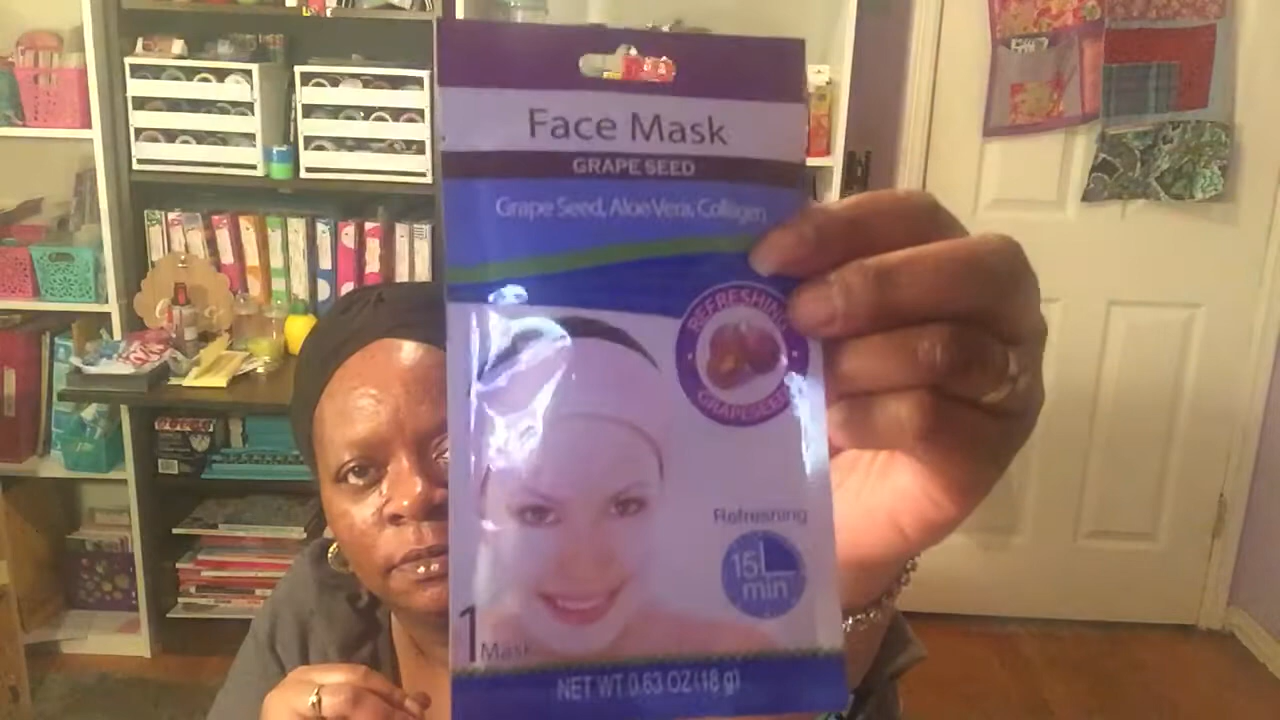 Face Mask
GRAPE SEED
Grape Seed, Aloe Vera, Collagen
REFRESHING
GRAPESEED
Refreshing
15
min
1 Mask
NET WT 0.63 OZ (18 g)